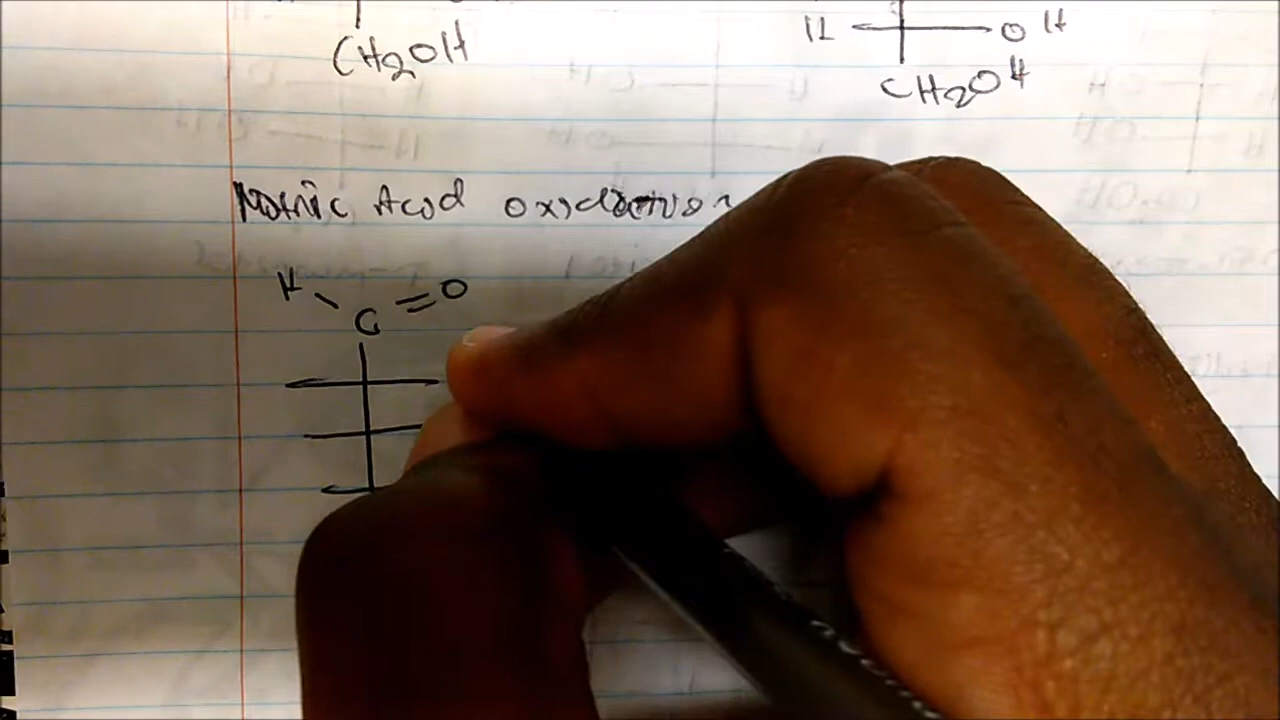 H OH
CH2OH
CH2OH
Nitric Acid oxidation
H C =O